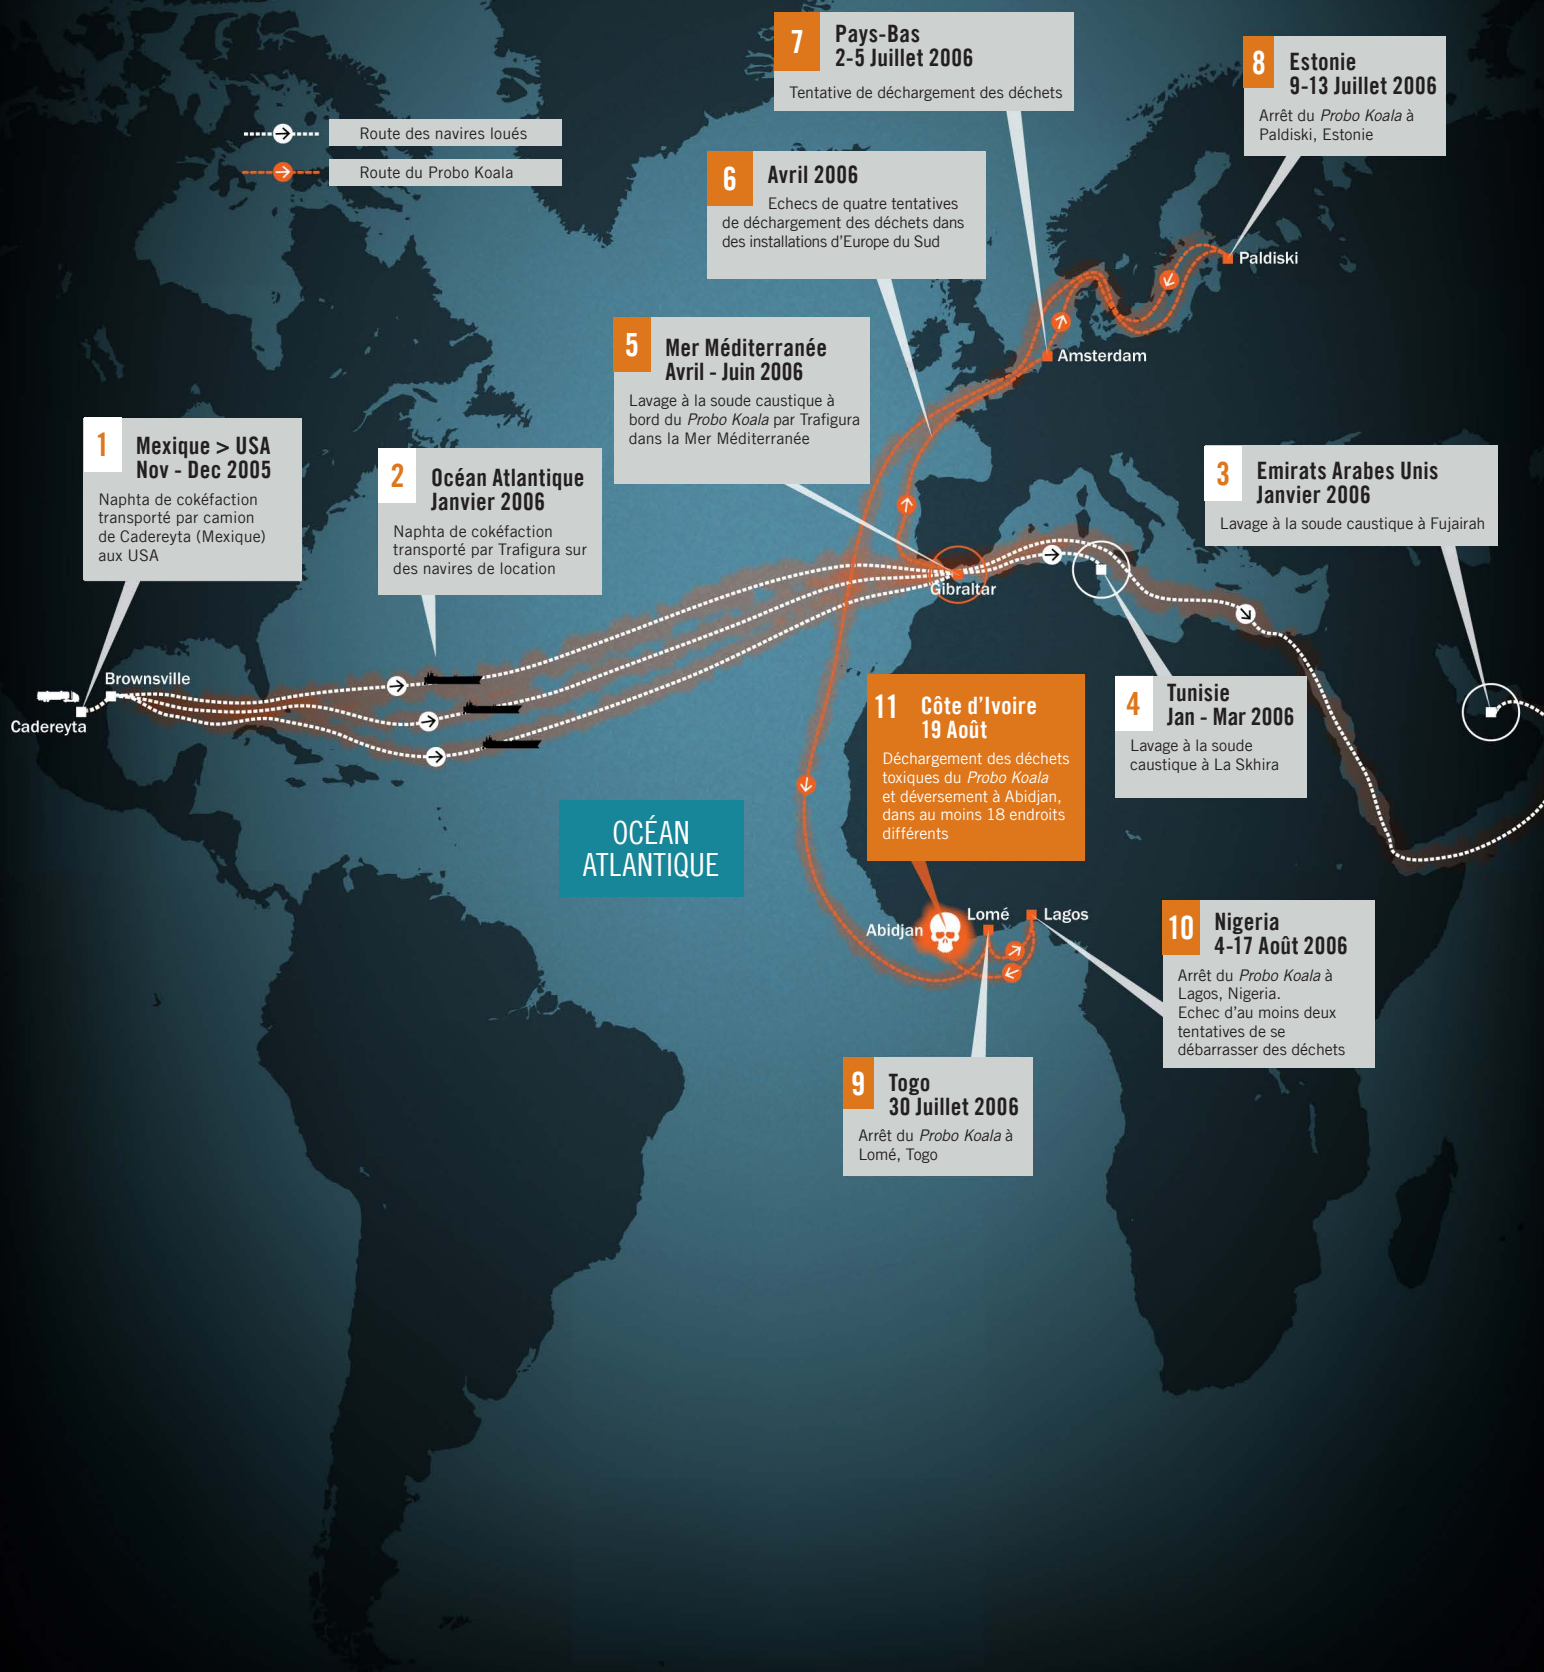 Route des navires loués
Route du Probo Koala
1
Mexique > USA
Nov - Dec 2005
Naphta de cokéfaction
transporté par camion
de Cadereyta (Mexique)
aux USA
2
Océan Atlantique
Janvier 2006
Naphta de cokéfaction
transporté par Trafigura sur
des navires de location
3
Emirats Arabes Unis
Janvier 2006
Lavage à la soude caustique à Fujairah
4
Tunisie
Jan - Mar 2006
Lavage à la soude
caustique à La Skhira
5
Mer Méditerranée
Avril - Juin 2006
Lavage à la soude caustique à
bord du Probo Koala par Trafigura
dans la Mer Méditerranée
6
Avril 2006
Echecs de quatre tentatives
de déchargement des déchets dans
des installations d'Europe du Sud
7
Pays-Bas
2-5 Juillet 2006
Tentative de déchargement des déchets
8
Estonie
9-13 Juillet 2006
Arrêt du Probo Koala à
Paldiski, Estonie
9
Togo
30 Juillet 2006
Arrêt du Probo Koala à
Lomé, Togo
10
Nigeria
4-17 Août 2006
Arrêt du Probo Koala à
Lagos, Nigeria.
Echec d'au moins deux
tentatives de se
débarrasser des déchets
11
Côte d'Ivoire
19 Août
Déchargement des déchets
toxiques du Probo Koala
et déversement à Abidjan,
dans au moins 18 endroits
différents
Paldiski
Amsterdam
Gibraltar
Brownsville
Cadereyta
OCÉAN
ATLANTIQUE
Abidjan
Lomé
Lagos